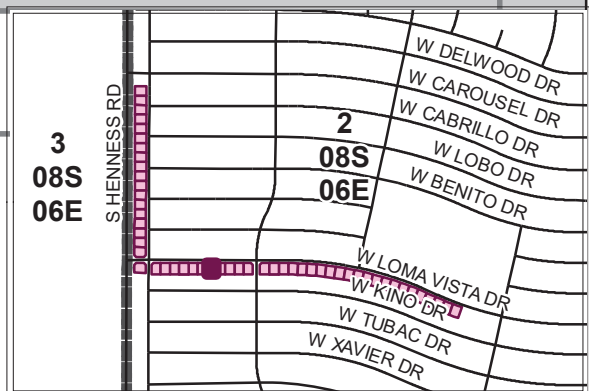 W DELWOOD DR
W CAROUSEL DR
W CABRILLO DR
W LOBO DR
W BENITO DR
S HENNESS RD
3
08S
06E
2
08S
06E
W LOMA VISTA DR
W KINO DR
W TUBAC DR
W XAVIER DR